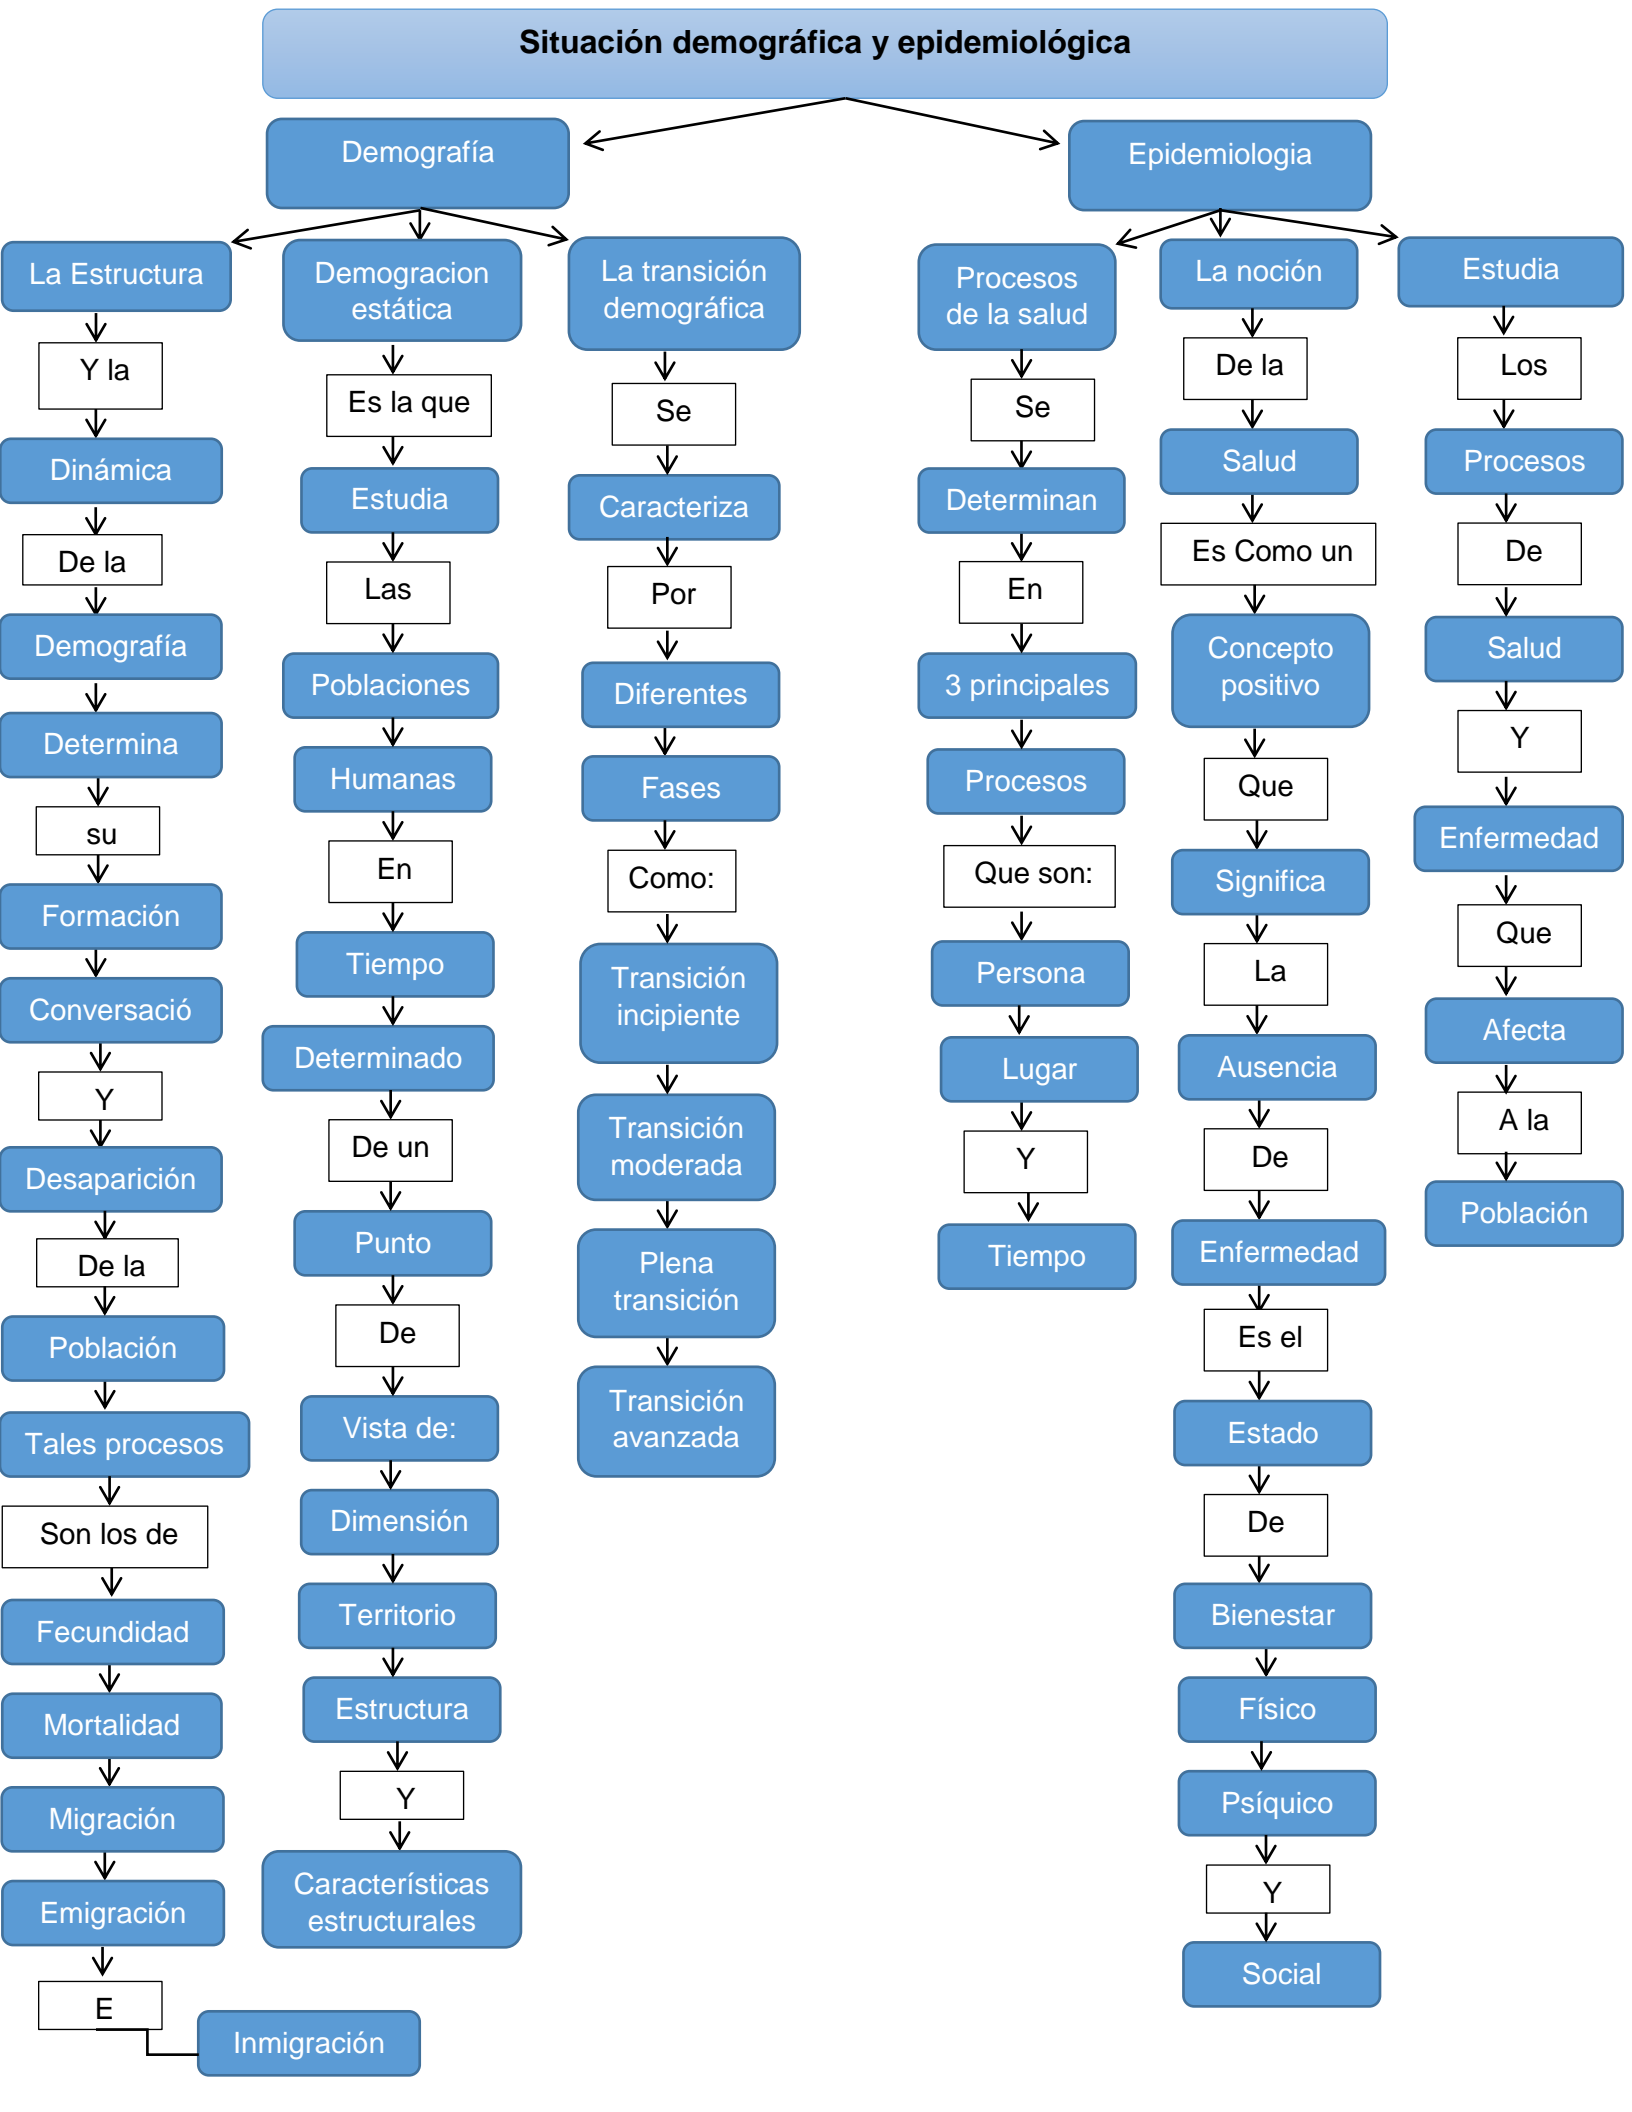 Situación demográfica y epidemiológica
Demografía
Epidemiologia
La Estructura
Y la
Dinámica
De la
Demografía
Determina
su
Formación
Conversació
Y
Desaparición
De la
Población
Tales procesos
Son los de
Fecundidad
Mortalidad
Migración
Emigración
E
Inmigración
Demogracion
estática
Es la que
Estudia
Las
Poblaciones
Humanas
En
Tiempo
Determinado
De un
Punto
De
Vista de:
Dimensión
Territorio
Estructura
Y
Características
estructurales
La transición
demográfica
Se
Caracteriza
Por
Diferentes
Fases
Como:
Transición
incipiente
Transición
moderada
Plena
transición
Transición
avanzada
Procesos
de la salud
Se
Determinan
En
3 principales
Procesos
Que son:
Persona
Lugar
Y
Tiempo
La noción
De la
Salud
Es Como un
Concepto
positivo
Que
Significa
La
Ausencia
De
Enfermedad
Es el
Estado
De
Bienestar
Físico
Psíquico
Y
Social
Estudia
Los
Procesos
De
Salud
Y
Enfermedad
Que
Afecta
A la
Población